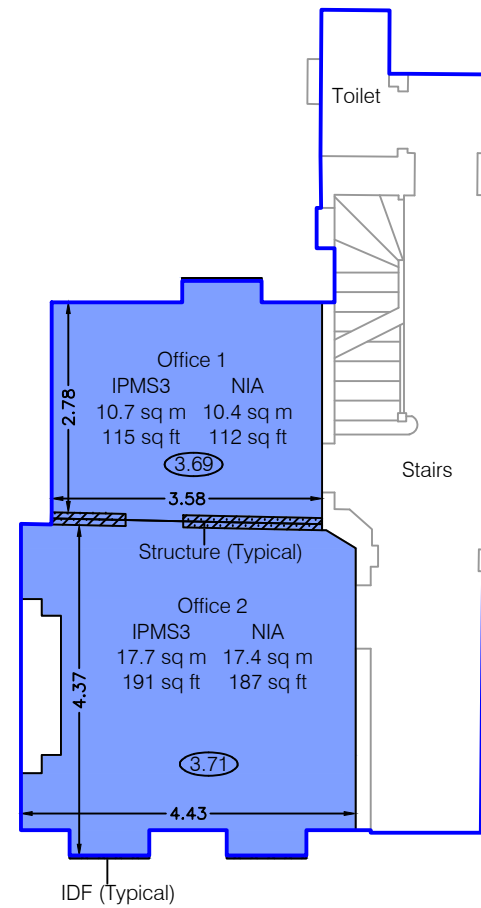 Toilet
Office 1
IPMS3 NIA
10.7 sq m 10.4 sq m
115 sq ft 112 sq ft
3.69
2.78
3.58
Stairs
Structure (Typical)
Office 2
IPMS3 NIA
17.7 sq m 17.4 sq m
191 sq ft 187 sq ft
4.37
3.71
4.43
IDF (Typical)